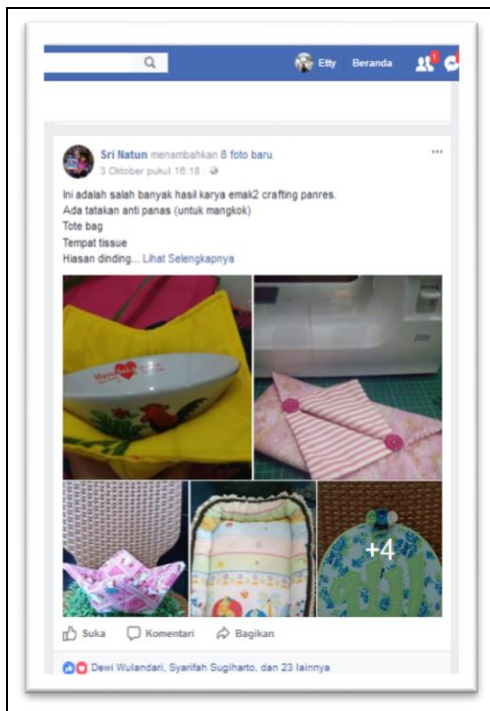 Etty Beranda 1
Sri Natun menambahkan 8 foto baru.
3 Oktober pukul 16:18
Ini adalah salah banyak hasil karya emak2 crafting panres.
Ada tatakan anti panas (untuk mangkok)
Tote bag
Tempat tissue
Hiasan dinding... Lihat Selengkapnya
+4
Suka Komentari Bagikan
Dewi Wulandari, Syarifah Sugiharto, dan 23 lainnya